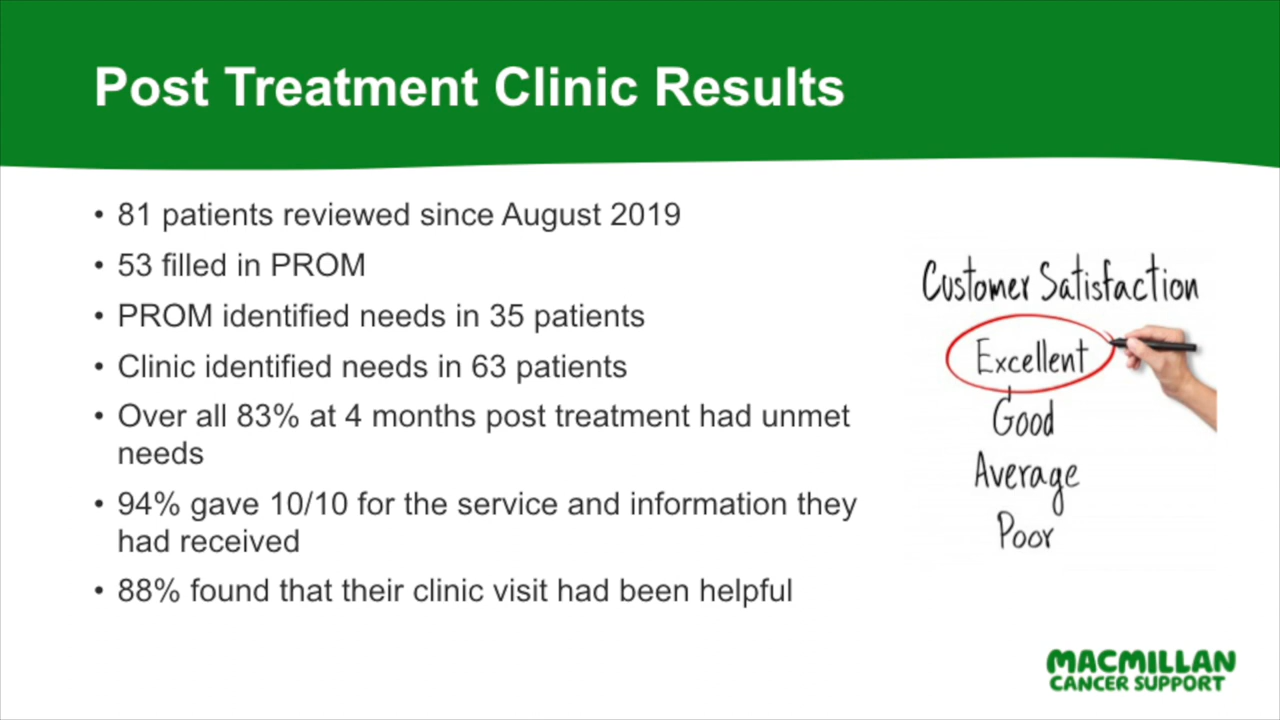 Post Treatment Clinic Results
• 81 patients reviewed since August 2019
• 53 filled in PROM
• PROM identified needs in 35 patients
• Clinic identified needs in 63 patients
• Over all 83% at 4 months post treatment had unmet
needs
• 94% gave 10/10 for the service and information they
had received
• 88% found that their clinic visit had been helpful
Customer Satisfaction
Excellent
Good
Average
Poor
MACMILLAN
CANCER SUPPORT